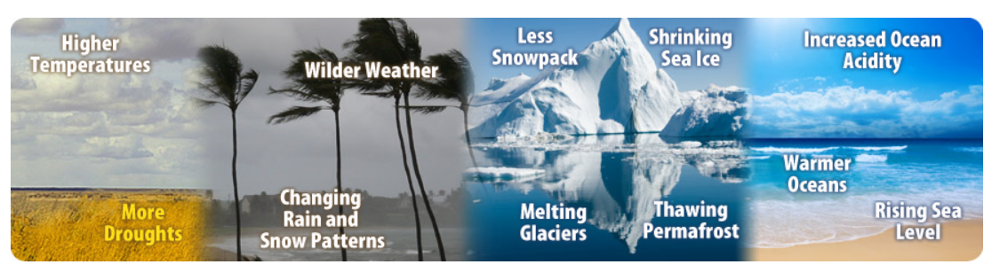 Higher
Temperatures
More
Droughts
Wilder Weather
Changing
Rain and
Snow Patterns
Less
Snowpack
Shrinking
Sea Ice
Melting
Glaciers
Thawing
Permafrost
Increased Ocean
Acidity
Warmer
Oceans
Rising Sea
Level